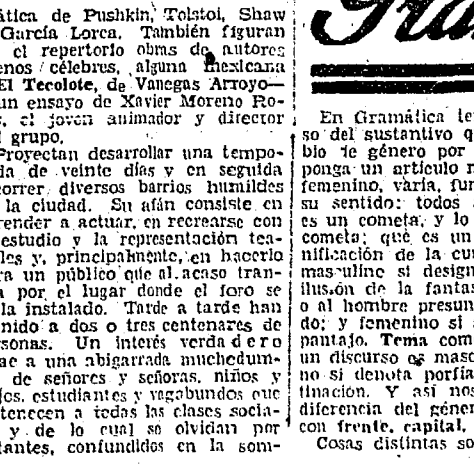 ática de Pushkin, Tolstoi, Shaw
García Lorca. También figuran
el repertorio obras de autores
enos célebres, alguna mexicana
El Tecolote, de Vanegas Arroyo—
un ensayo de Xavier Moreno Ro-
s, el joven animador y director
l grupo.
Proyectan desarrollar una tempo-
da de veinte días y en seguida
correr diversos barrios humildes
la ciudad. Su afán consiste en
render a actuar, en recrearse con
estudio y la representación tea-
les y, principalmente, en hacerlo
ra un público que al acaso tran-
a por el lugar donde el foro se
la instalado. Tarde a tarde han
nido a dos o tres centenares de
rsonas. Un interés verdadero
ae a una abigarrada muchedum-
de señores y señoras, niños y
jos, estudiantes y vagabundos que
tenecen a todas las clases socia-
y de lo cual se olvidan por
tantes, confundidos en la som-
Gra
En Gramática te
so del sustantivo q
bio de género por
ponga un artículo m
femenino, varía, fun
su sentido: todos
es un cometa, y lo
cometa; que es un
nificación de la cu
masculino si design
ilusión de la fantas
o al hombre presun
do; y femenino si
pantajo. Tema com
un discurso es masc
no si denota porfía
tinación. Y así nos
diferencia del géne
con frente, capital,
Cosas distintas so